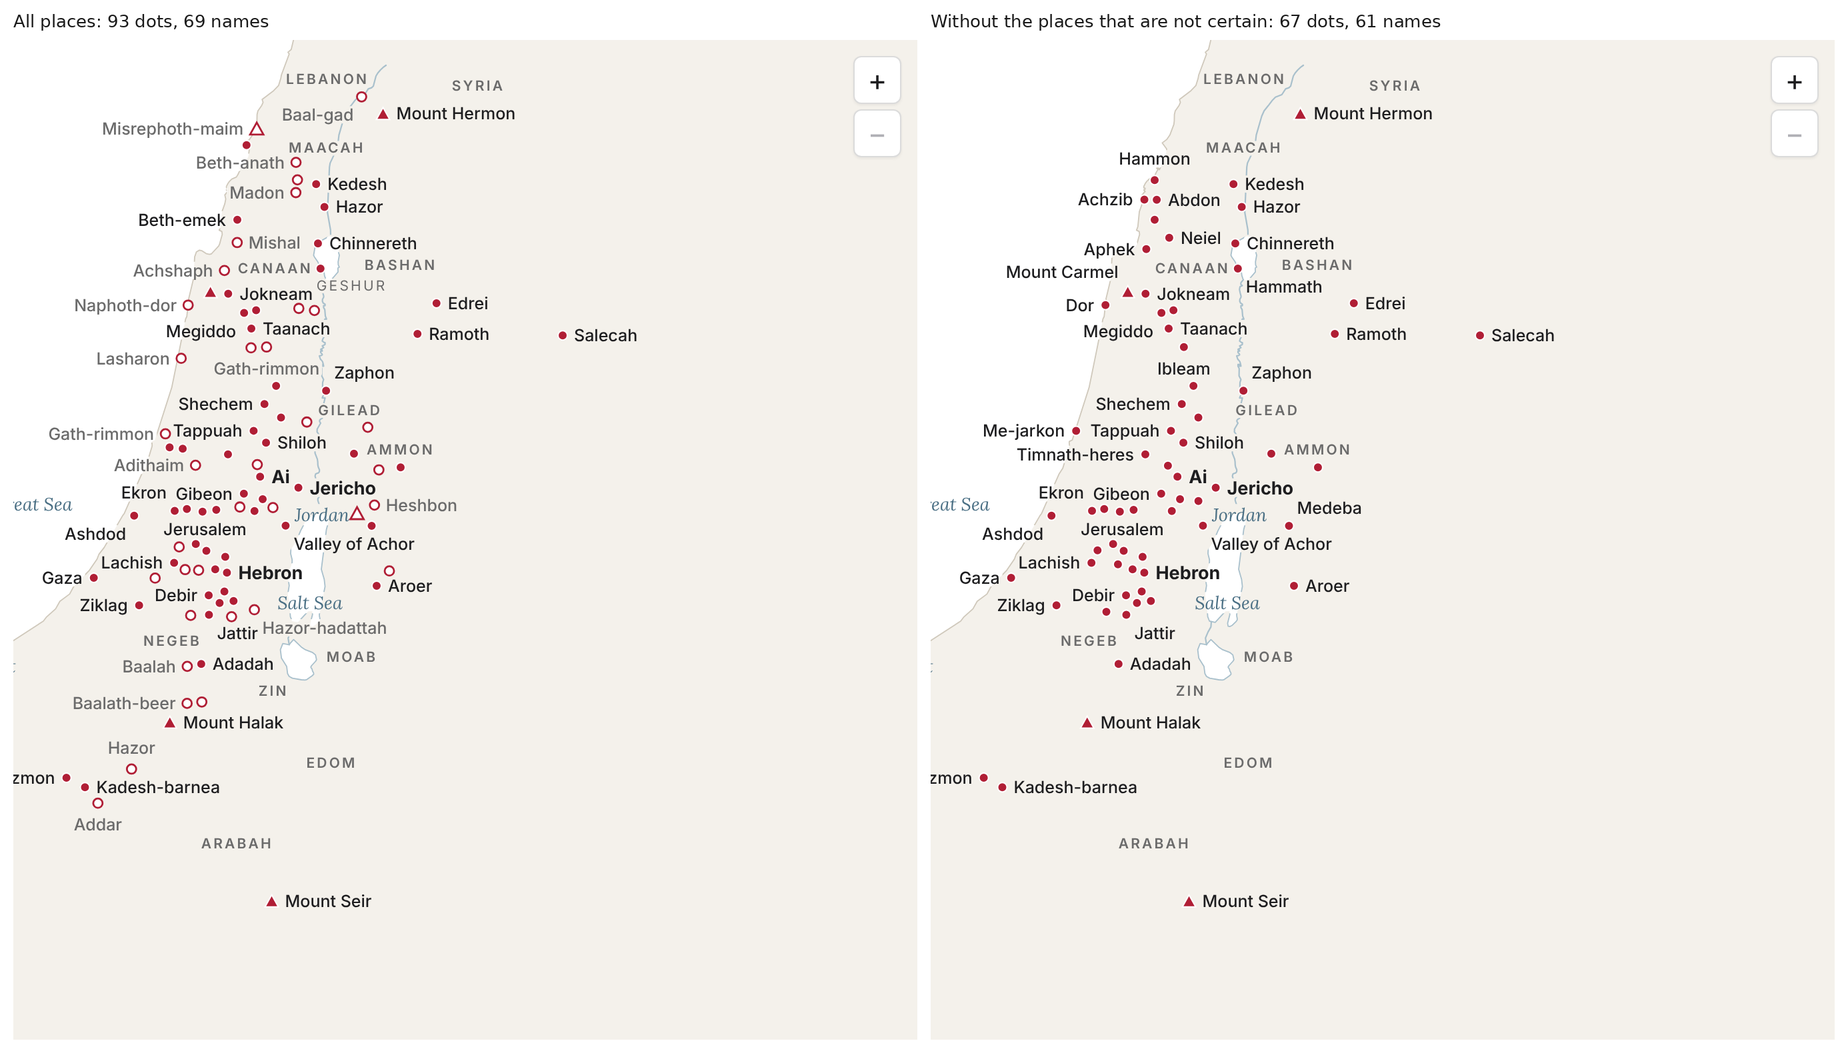 All places: 93 dots, 69 names
LEBANON
SYRIA
Baal-gad
Mount Hermon
Misrephoth-maim
MAACAH
Beth-anath
Kedesh
Madon
Hazor
Beth-emek
Mishal
Chinnereth
Achshaph
CANAAN
BASHAN
GESHUR
Jokneam
Naphoth-dor
Edrei
Megiddo
Taanach
Ramoth
Salecah
Lasharon
Gath-rimmon
Zaphon
Shechem
GILEAD
Gath-rimmon
Tappuah
Shiloh
AMMON
Adithaim
Ai
Jericho
Ekron
Gibeon
eat Sea
Heshbon
Jordan
Ashdod
Jerusalem
Valley of Achor
Lachish
Gaza
Hebron
Aroer
Debir
Ziklag
Salt Sea
Jattir
Hazor-hadattah
NEGEB
MOAB
Baalah
Adadah
ZIN
Baalath-beer
Mount Halak
Hazor
EDOM
zmon
Kadesh-barnea
Addar
ARABAH
Mount Seir
+
−
Without the places that are not certain: 67 dots, 61 names
LEBANON
SYRIA
Mount Hermon
MAACAH
Hammon
Kedesh
Achzib
Abdon
Hazor
Neiel
Chinnereth
Aphek
Mount Carmel
CANAAN
BASHAN
Hammath
Jokneam
Dor
Edrei
Megiddo
Taanach
Ramoth
Salecah
Ibleam
Zaphon
Shechem
GILEAD
Me-jarkon
Tappuah
Shiloh
AMMON
Timnath-heres
Ai
Jericho
Ekron
Gibeon
reat Sea
Jordan
Medeba
Ashdod
Jerusalem
Valley of Achor
Lachish
Gaza
Hebron
Aroer
Debir
Ziklag
Salt Sea
Jattir
NEGEB
MOAB
Adadah
ZIN
Mount Halak
EDOM
zmon
Kadesh-barnea
ARABAH
Mount Seir
+
−